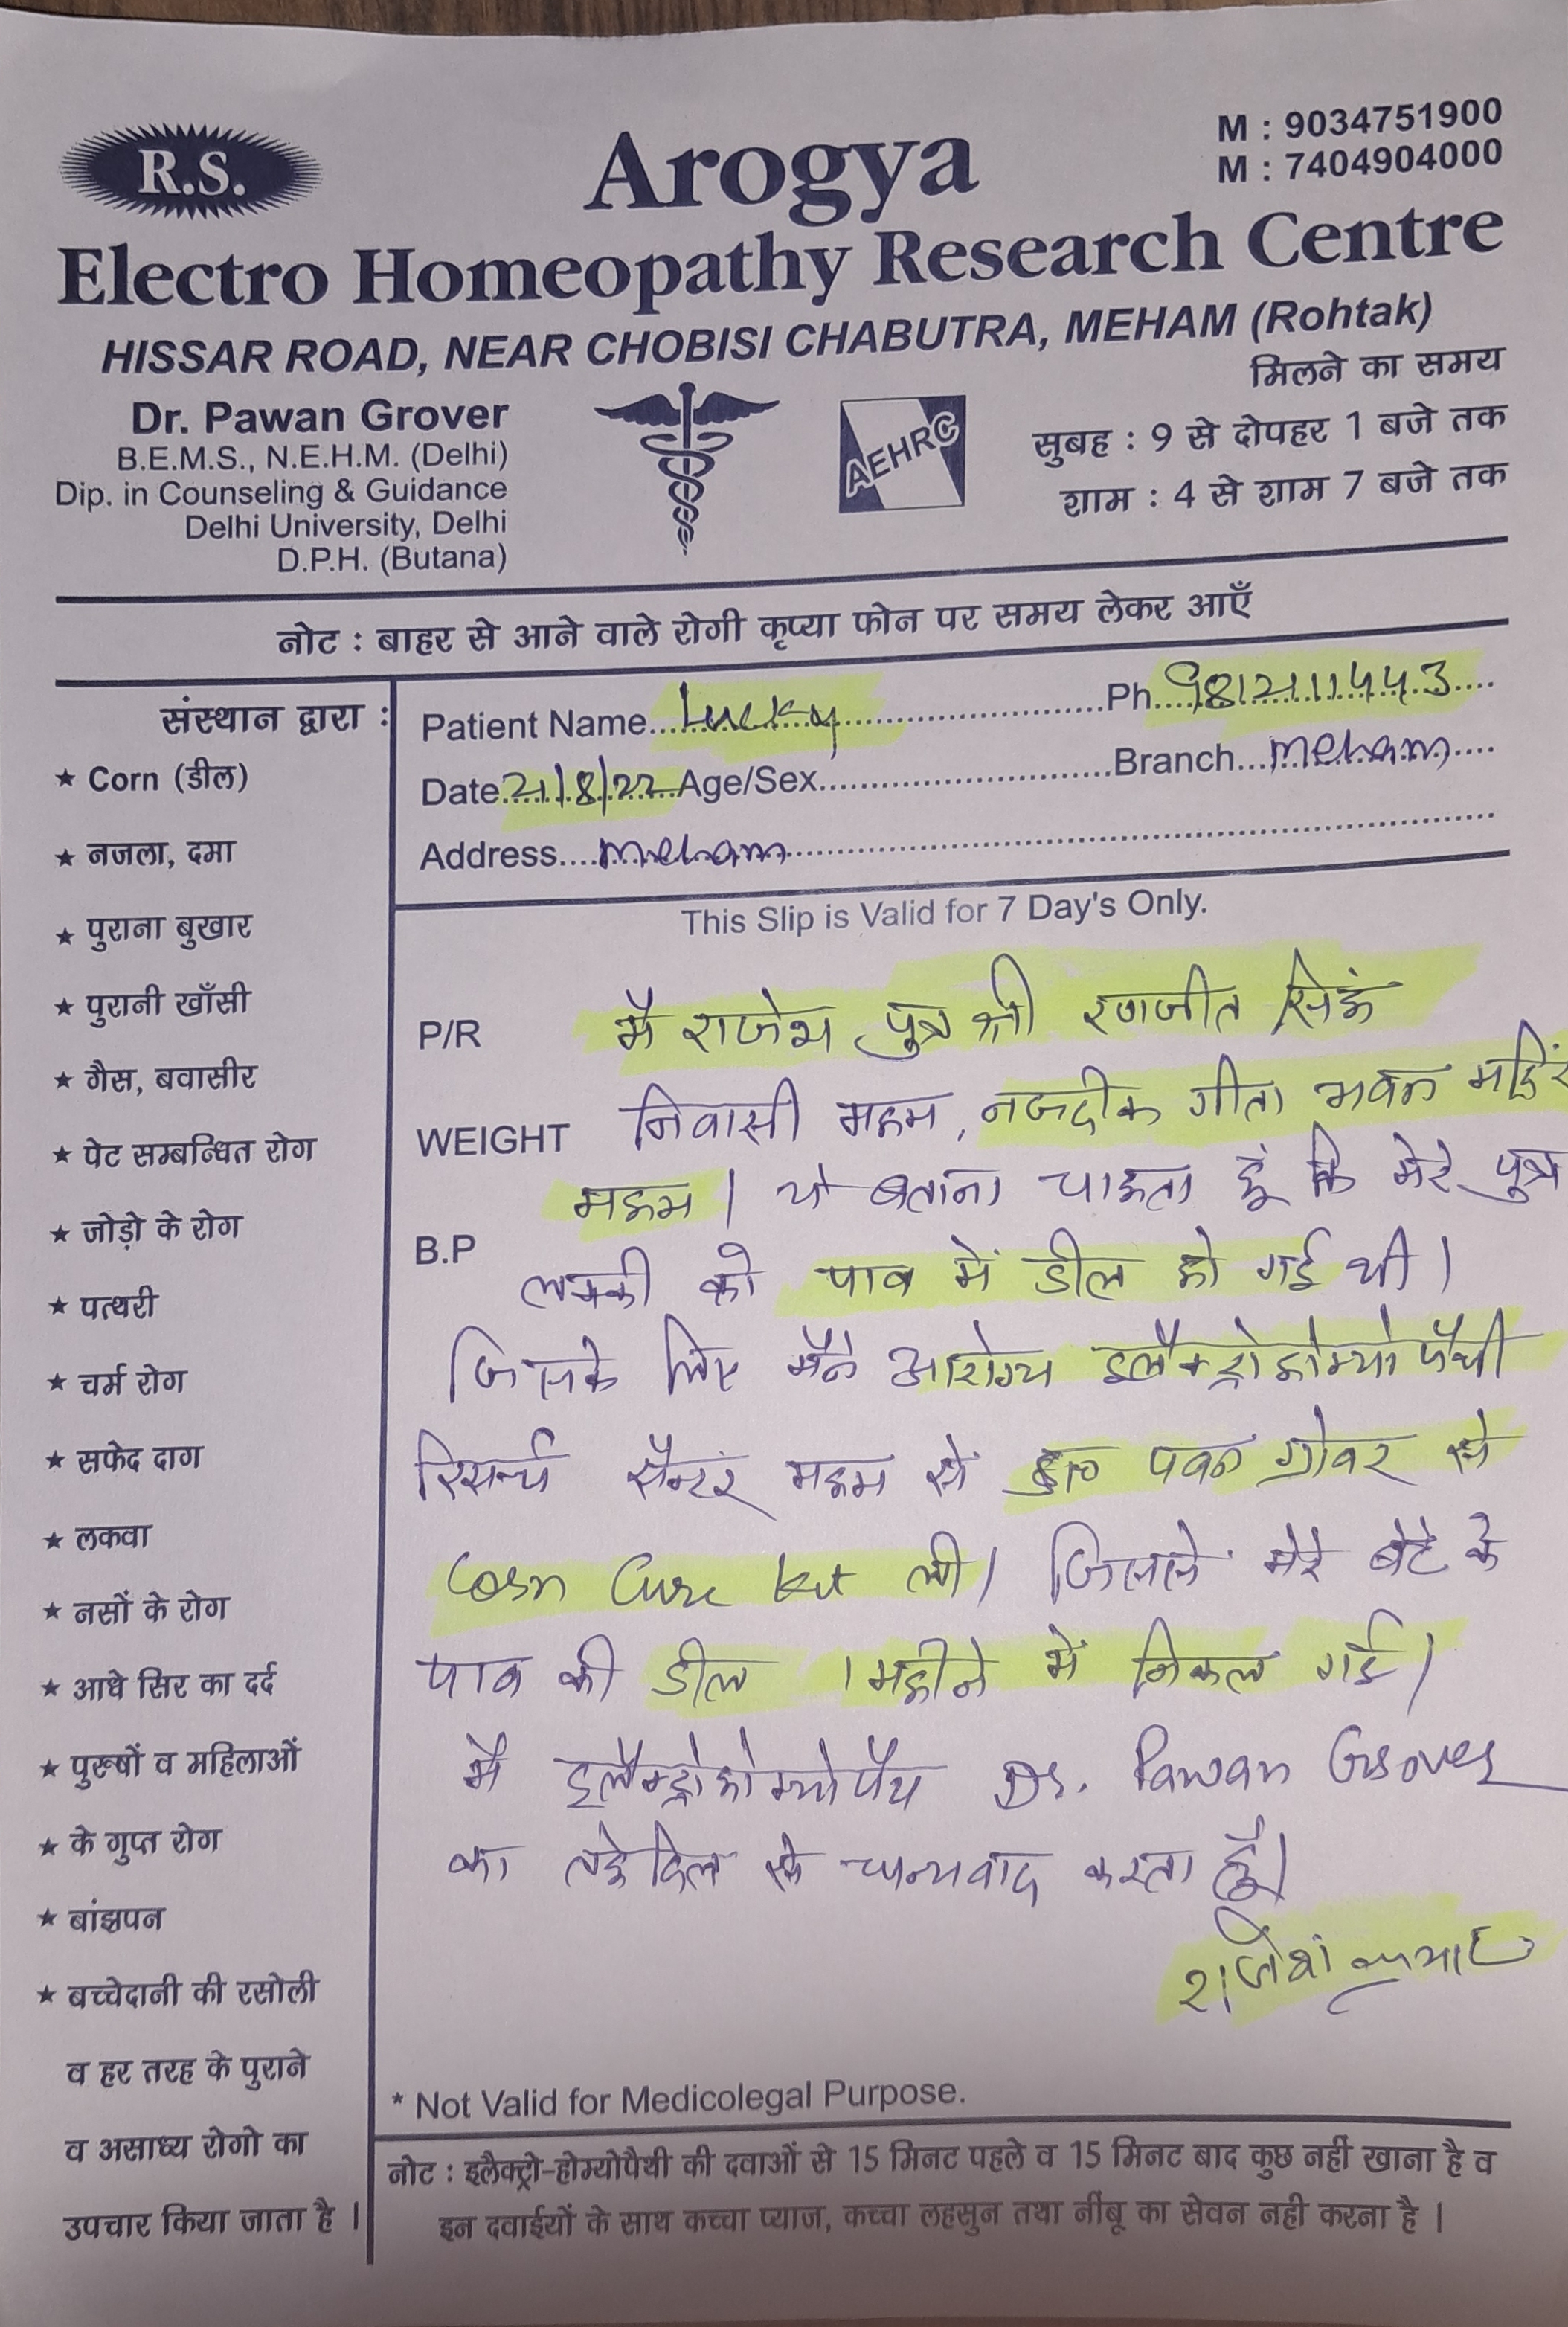 R.S.
Arogya
M : 9034751900
M : 7404904000
Electro Homeopathy Research Centre
HISSAR ROAD, NEAR CHOBISI CHABUTRA, MEHAM (Rohtak)
Dr. Pawan Grover
B.E.M.S., N.E.H.M. (Delhi)
Dip. in Counseling & Guidance
Delhi University, Delhi
D.P.H. (Butana)
AEHRC
मिलने का समय
सुबह : 9 से दोपहर 1 बजे तक
शाम : 4 से शाम 7 बजे तक
नोट : बाहर से आने वाले रोगी कृप्या फोन पर समय लेकर आएँ
संस्थान द्वारा :
★ Corn (डील)
★ नजला, दमा
★ पुराना बुखार
★ पुरानी खाँसी
★ गैस, बवासीर
★ पेट सम्बन्धित रोग
★ जोड़ो के रोग
★ पत्थरी
★ चर्म रोग
★ सफेद दाग
★ लकवा
★ नसों के रोग
★ आधे सिर का दर्द
★ पुरूषों व महिलाओं
★ के गुप्त रोग
★ बांझपन
★ बच्चेदानी की रसोली
व हर तरह के पुराने
व असाध्य रोगो का
उपचार किया जाता है ।
Patient Name Lucky Ph 9812111443
Date 21/8/22 Age/Sex Branch Meham
Address Meham
This Slip is Valid for 7 Day's Only.
P/R मै राजेश पुत्र श्री रणजीत सिहं
WEIGHT निवासी महम, नजदीक गीता भवन मदिंर
महम । ये बताना चाहता हूं कि मेरे पुत्र
B.P लक्की को पाव में डील हो गई थी ।
जिसके लिए मैने आरोग्य इलैक्ट्रोहोम्योपैथी
रिसर्च सैन्टर महम से डा० पवन ग्रोवर से
Corn Cure kit ली । जिससे मेरे बेटे के
पाव की डील 1 महीने में निकल गई ।
मै इलैक्ट्रोहोम्योपैथ Dr. Pawan Grover
का तहेदिल से धन्यवाद करता हूँ।
राजेश कुमार
* Not Valid for Medicolegal Purpose.
नोट : इलैक्ट्रो-होम्योपैथी की दवाओं से 15 मिनट पहले व 15 मिनट बाद कुछ नहीं खाना है व
इन दवाईयों के साथ कच्चा प्याज, कच्चा लहसुन तथा नींबू का सेवन नही करना है ।